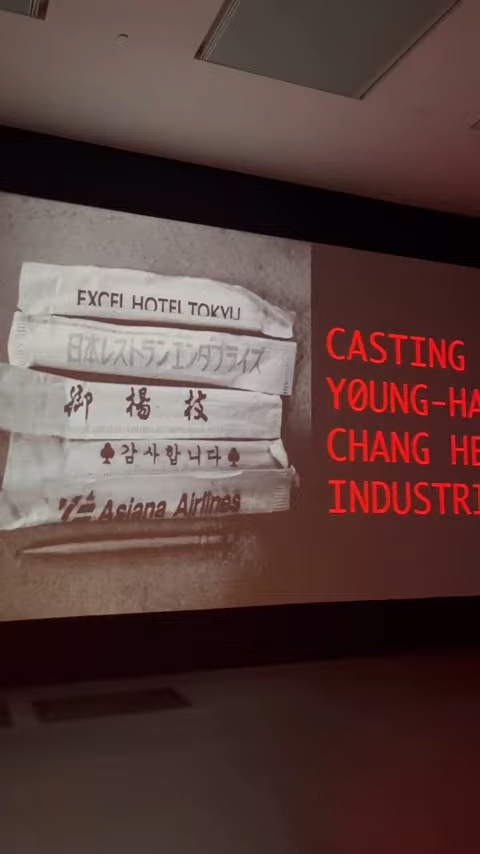 EXCEL HOTEL TOKYU
日本レストランエンタプライズ
御 楊 枝
♠감사합니다♠
Asiana Airlines
CASTING
YØUNG-HA
CHANG HE
INDUSTRI